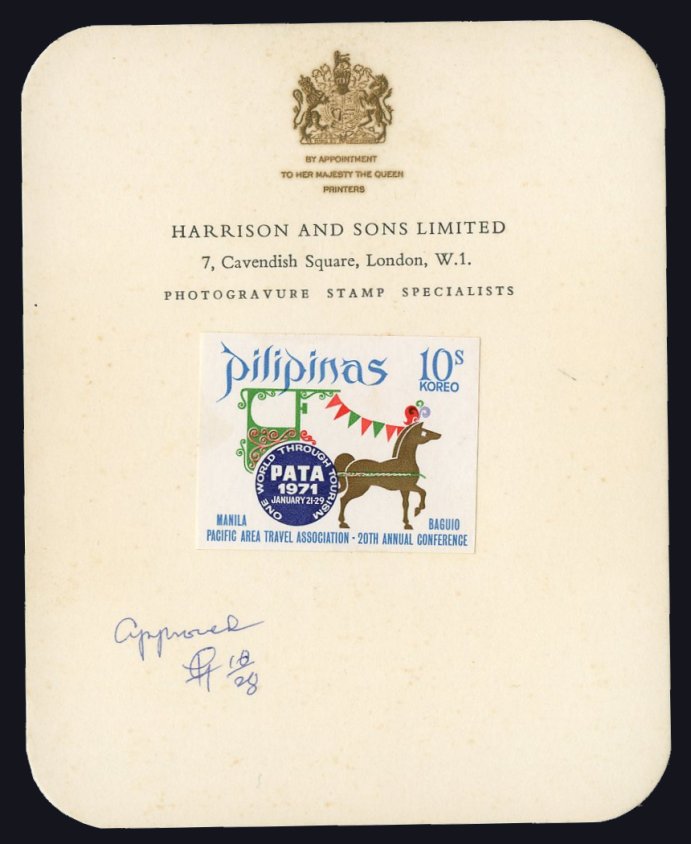 BY APPOINTMENT
TO HER MAJESTY THE QUEEN
PRINTERS
HARRISON AND SONS LIMITED
7, Cavendish Square, London, W.1.
PHOTOGRAVURE STAMP SPECIALISTS
pilipinas
10s
KOREO
ONE WORLD THROUGH TOURISM
PATA
1971
JANUARY 21-29
MANILA
BAGUIO
PACIFIC AREA TRAVEL ASSOCIATION - 20TH ANNUAL CONFERENCE
Approved
10/28